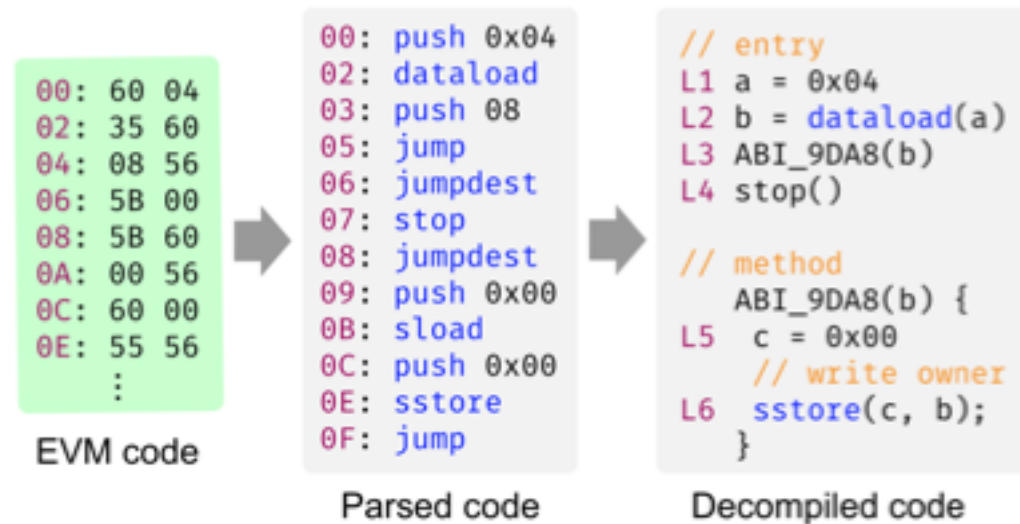 00: 60 04
02: 35 60
04: 08 56
06: 5B 00
08: 5B 60
0A: 00 56
0C: 60 00
0E: 55 56
⋮
EVM code
00: push 0x04
02: dataload
03: push 08
05: jump
06: jumpdest
07: stop
08: jumpdest
09: push 0x00
0B: sload
0C: push 0x00
0E: sstore
0F: jump
Parsed code
// entry
L1 a = 0x04
L2 b = dataload(a)
L3 ABI_9DA8(b)
L4 stop()
// method
ABI_9DA8(b) {
L5 c = 0x00
// write owner
L6 sstore(c, b);
}
Decompiled code